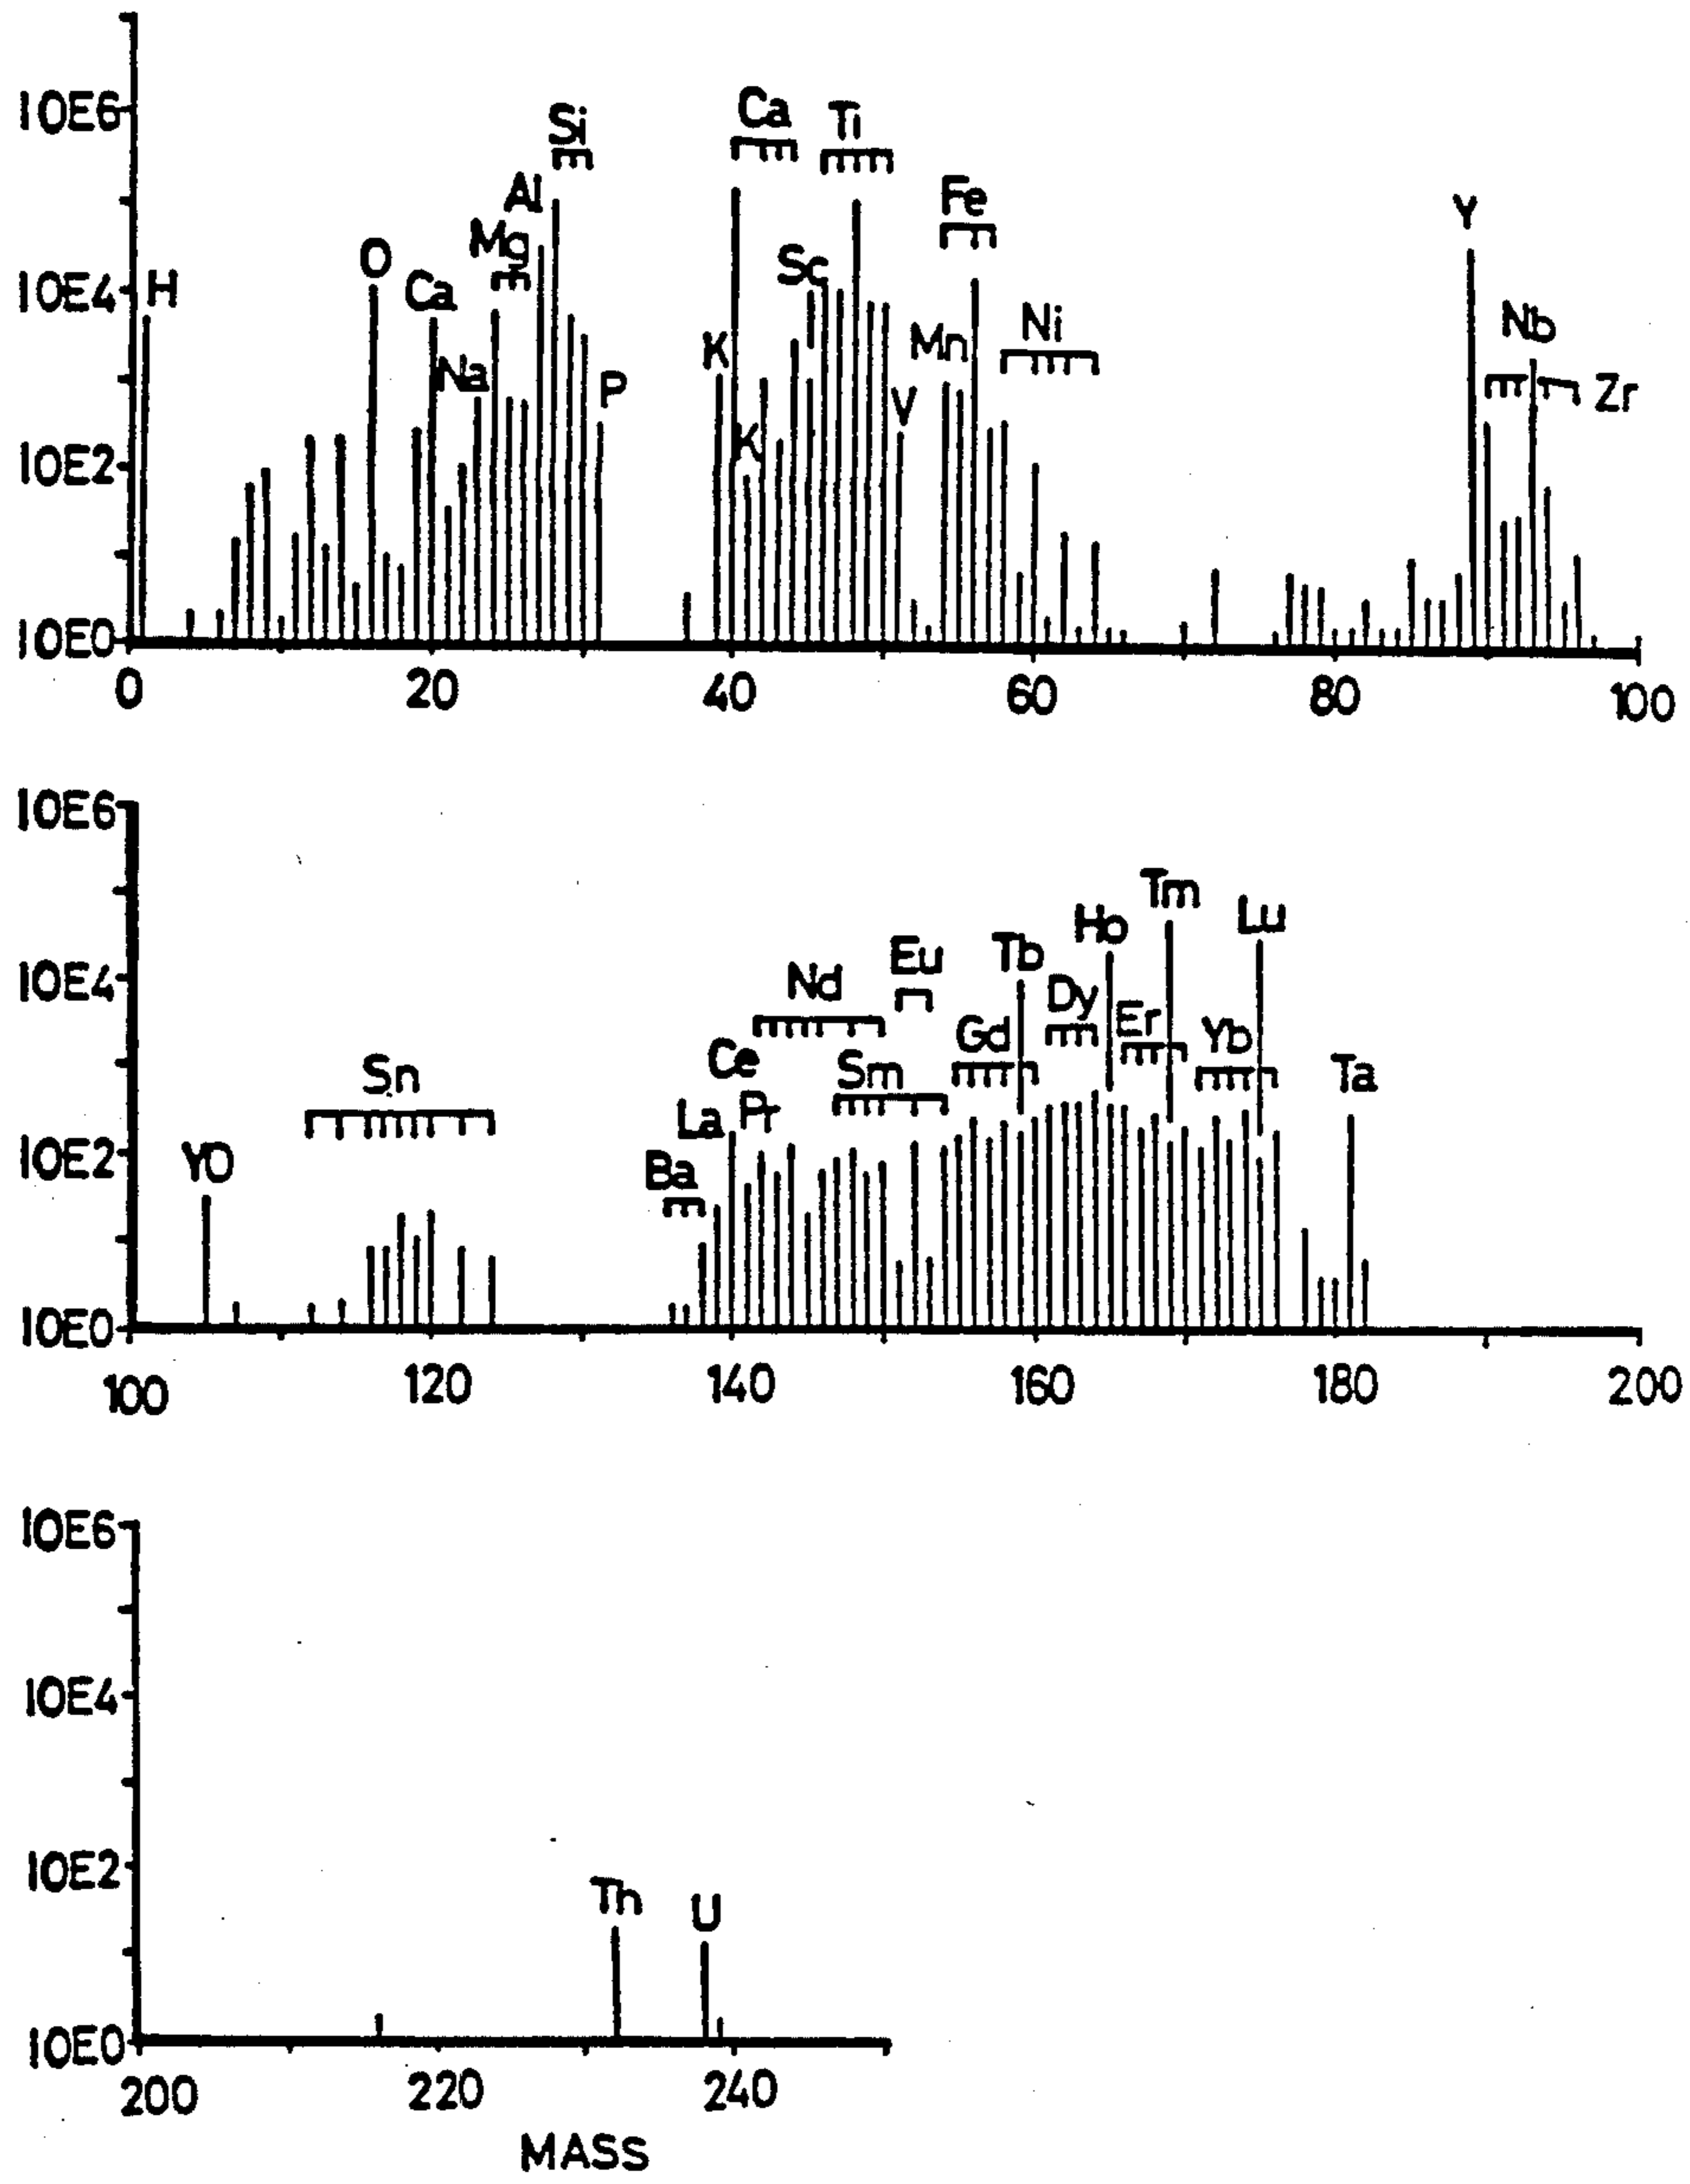 10E6
Ca Ti
Si
Al Fe
Mg Y
O Sc
10E4 H Ca
Ni Nb
K Mn
Na P V Zr
K
10E2
10E0
0 20 40 60 80 100
10E6
Tm
Ho Lu
Eu Tb
10E4 Nd Dy
Er
Gd Yb
Ce
Sn Sm Ta
La Pr
10E2 YO Ba
10E0
100 120 140 160 180 200
10E6
10E4
10E2
Th U
10E0
200 220 240
MASS